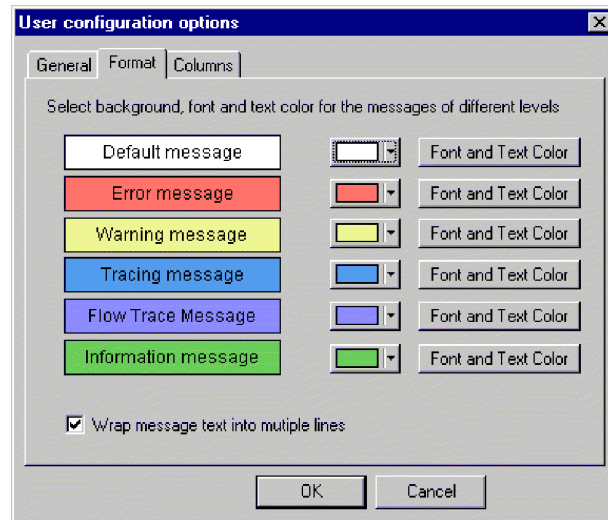 User configuration options
General Format Columns
Select background, font and text color for the messages of different levels
Default message Font and Text Color
Error message Font and Text Color
Warning message Font and Text Color
Tracing message Font and Text Color
Flow Trace Message Font and Text Color
Information message Font and Text Color
Wrap message text into mutiple lines
OK Cancel